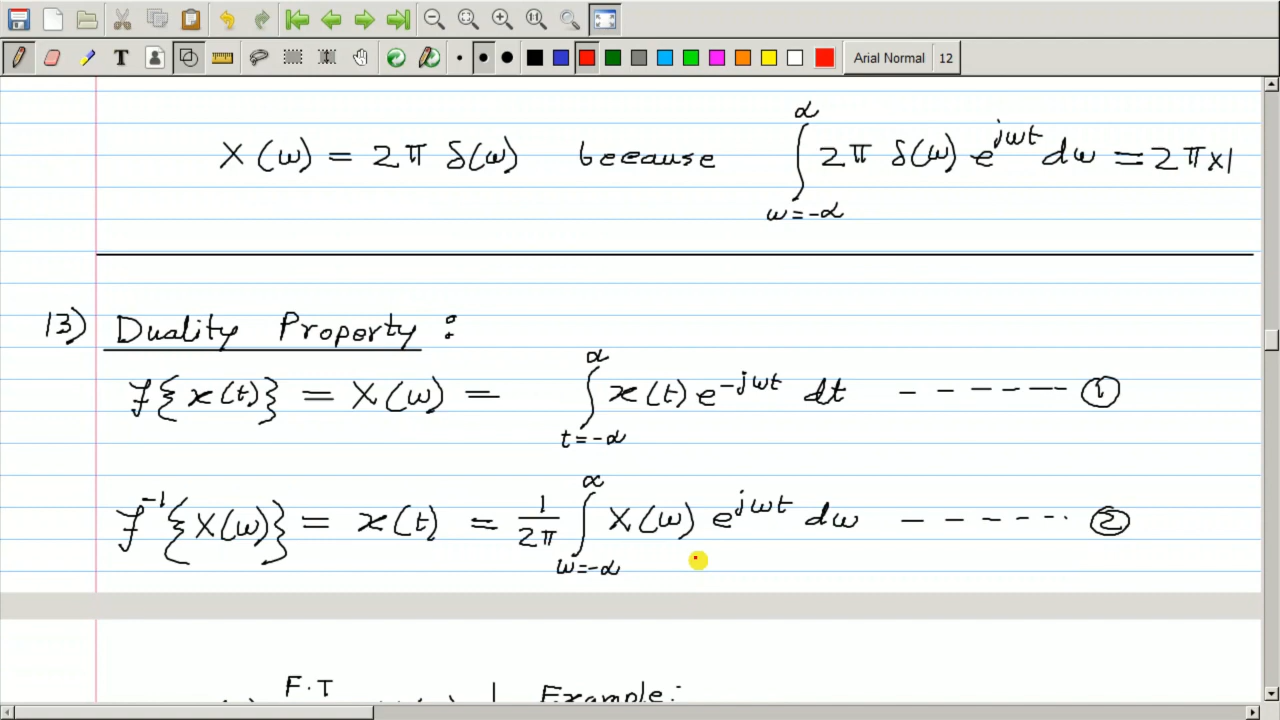 Arial Normal 12
X(ω) = 2π δ(ω) because ∫_{ω=-α}^{α} 2π δ(ω) e^{jωt} dω = 2π×1
13) Duality Property :
F{x(t)} = X(ω) = ∫_{t=-α}^{α} x(t) e^{-jωt} dt - - - - - - ①
F^{-1}{X(ω)} = x(t) = 1/2π ∫_{ω=-α}^{α} X(ω) e^{jωt} dω - - - - - - ②
F.T Example: